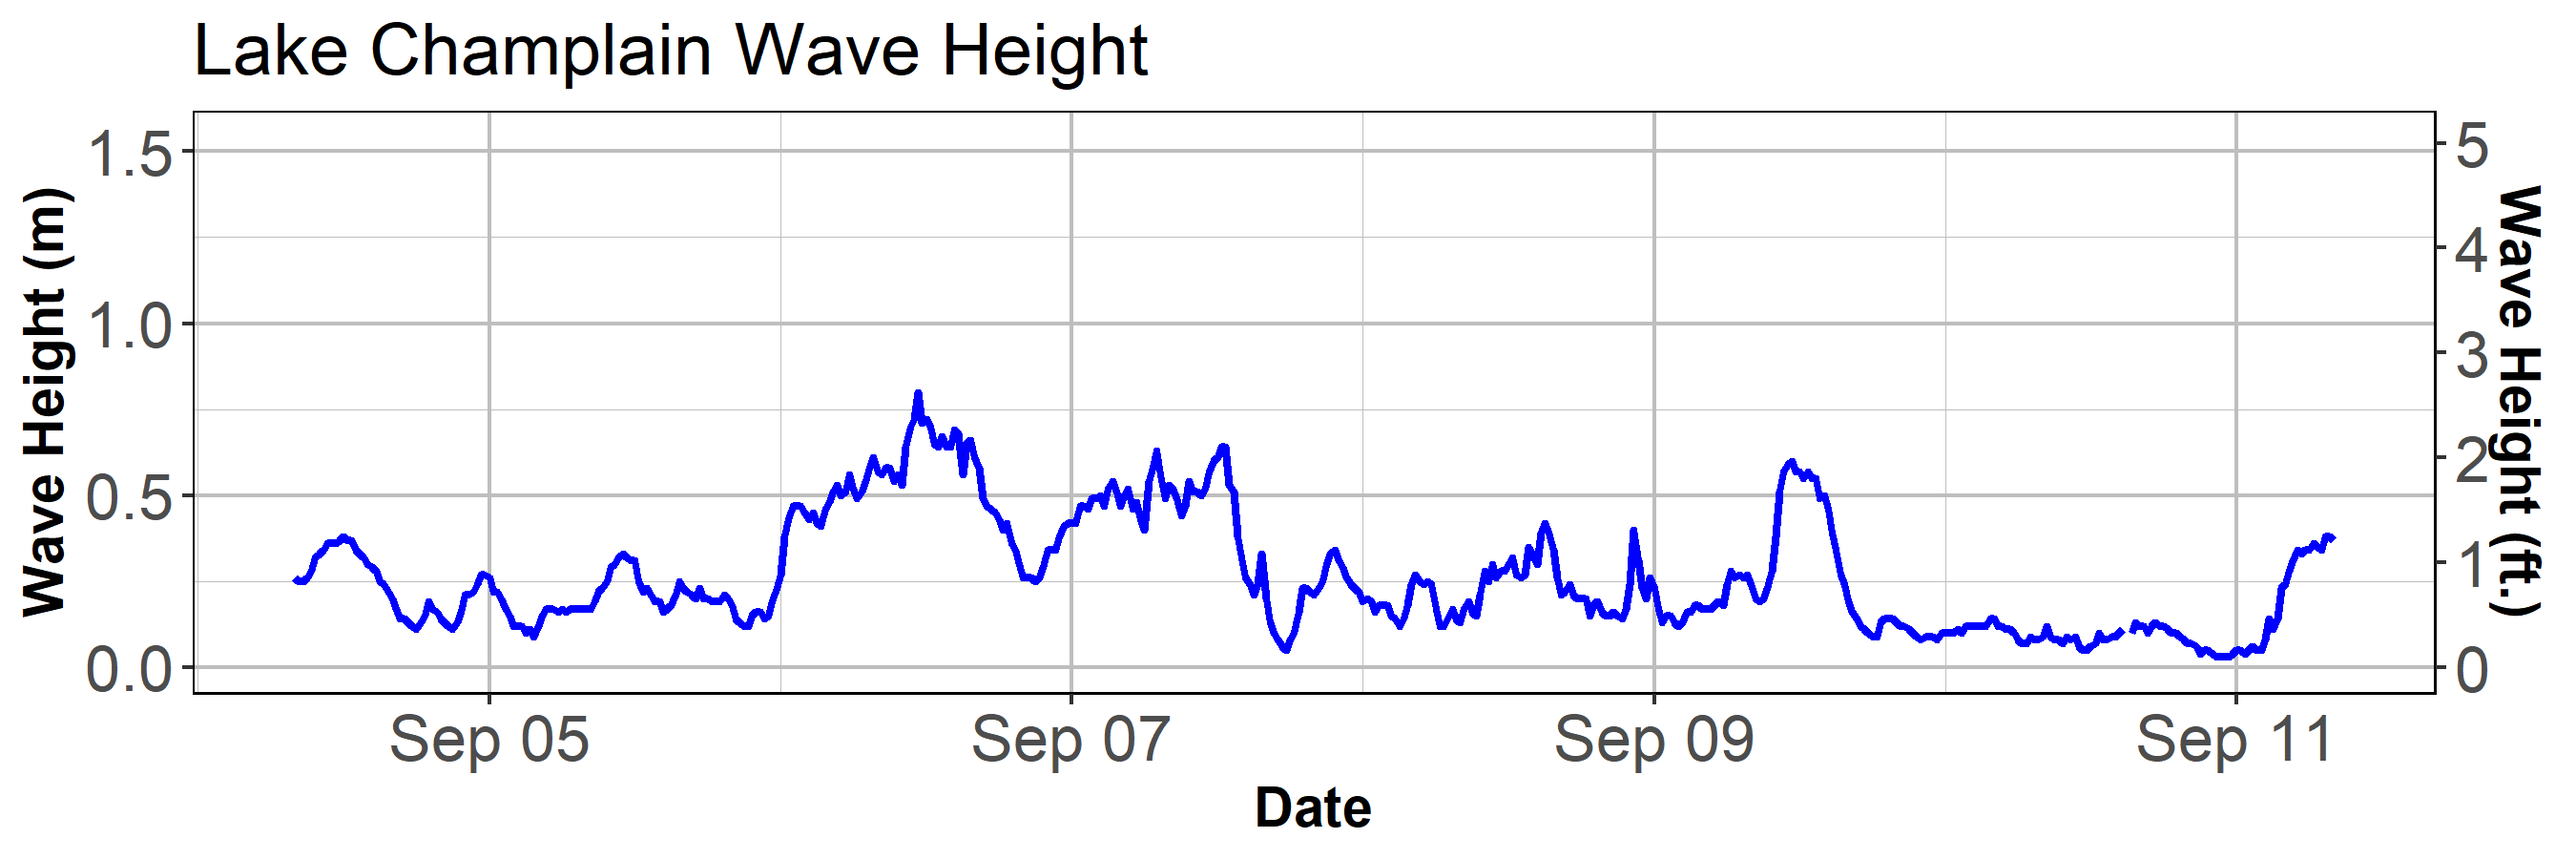 Lake Champlain Wave Height
Wave Height (m)
1.5
1.0
0.5
0.0
5
4
3
2
1
0
Wave Height (ft.)
Sep 05
Sep 07
Sep 09
Sep 11
Date